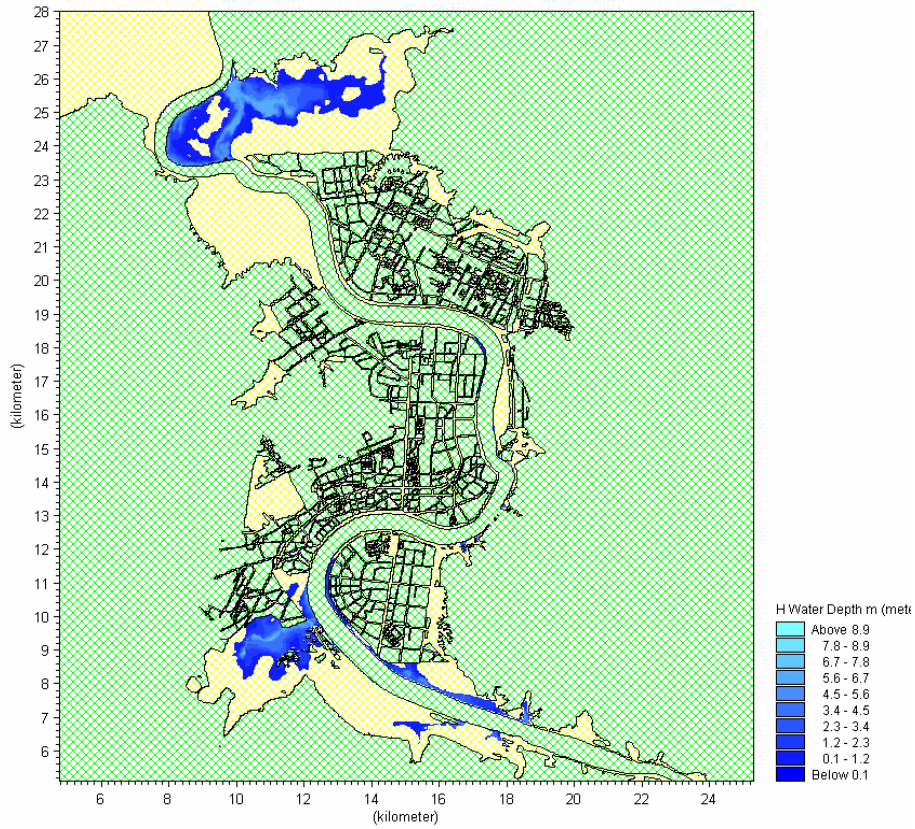 28
27
26
25
24
23
22
21
20
19
18
17
16
15
14
13
12
11
10
9
8
7
6
(kilometer)
6 8 10 12 14 16 18 20 22 24
(kilometer)
H Water Depth m (mete
Above 8.9
7.8 - 8.9
6.7 - 7.8
5.6 - 6.7
4.5 - 5.6
3.4 - 4.5
2.3 - 3.4
1.2 - 2.3
0.1 - 1.2
Below 0.1